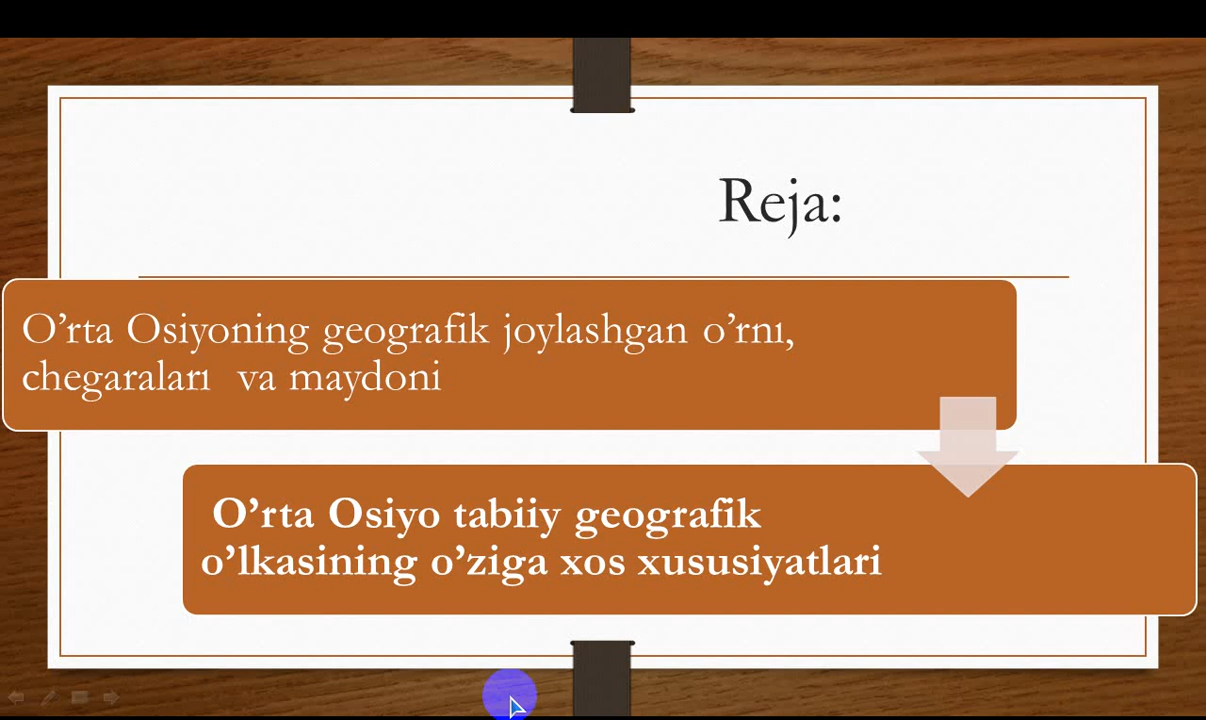 Reja:
O’rta Osiyoning geografik joylashgan o’rnı,
chegaraları va maydoni
O’rta Osiyo tabiiy geografik
o’lkasining o’ziga xos xususiyatlari